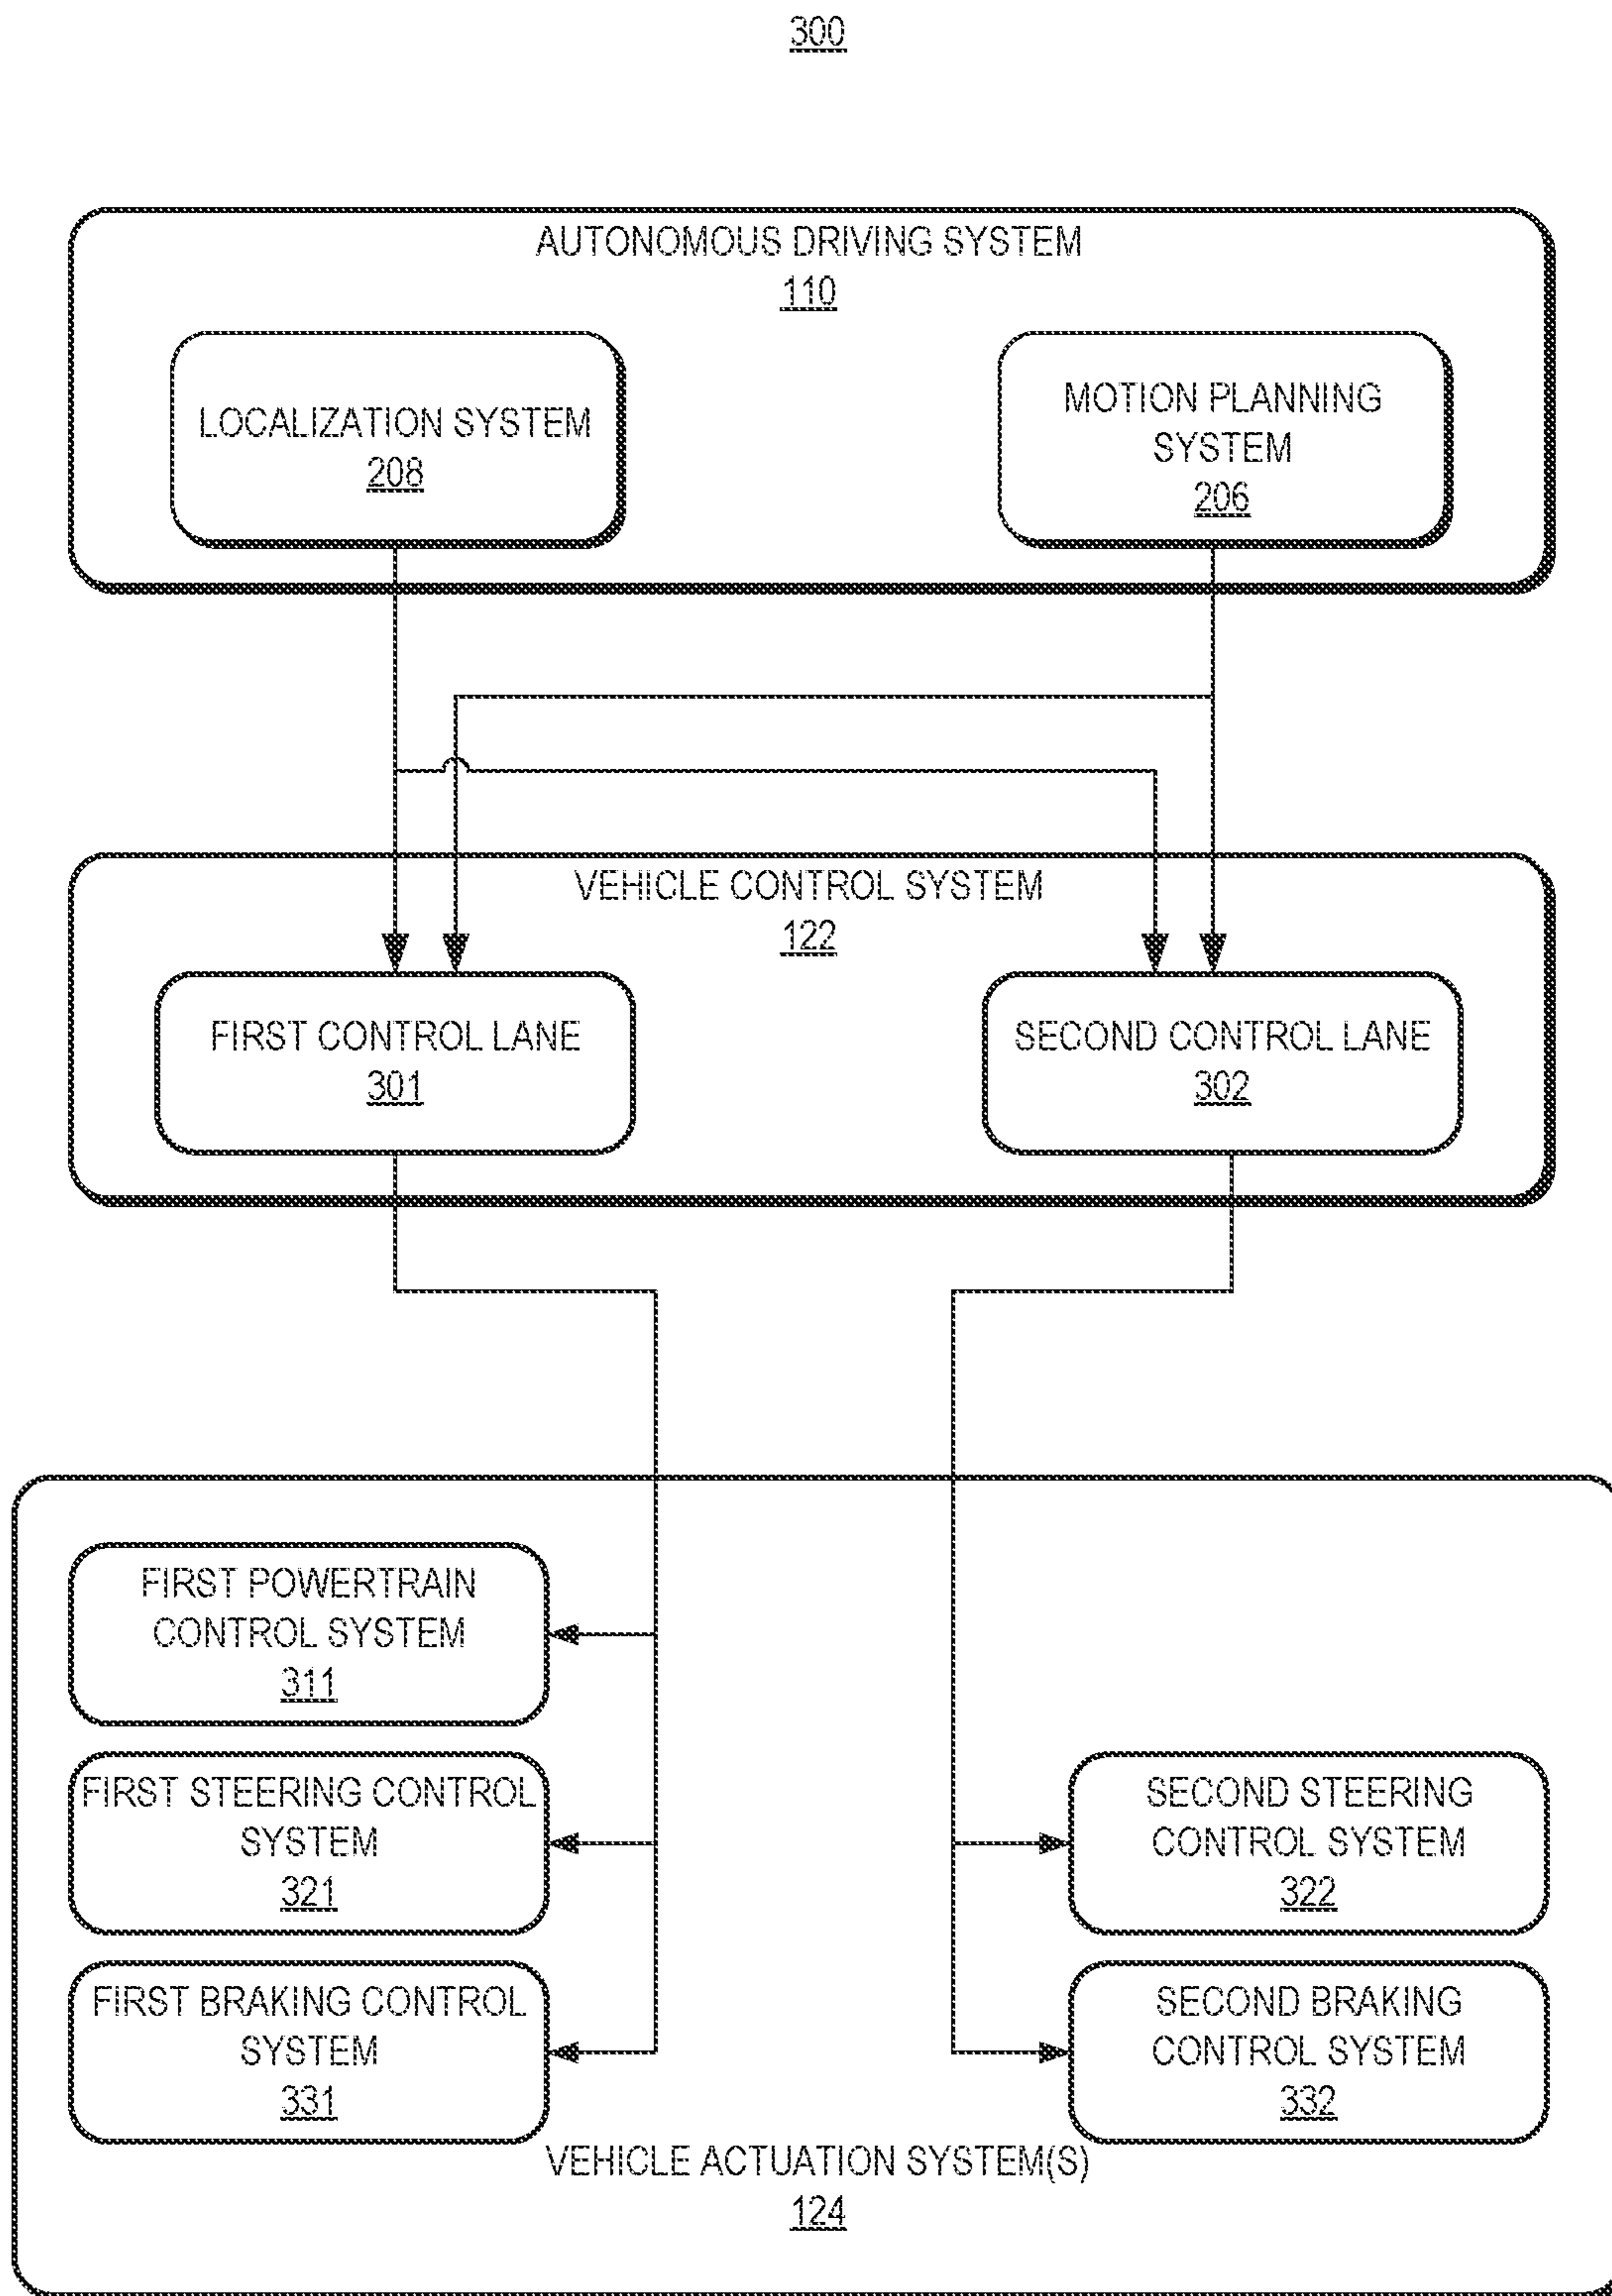 300
AUTONOMOUS DRIVING SYSTEM
110
LOCALIZATION SYSTEM
208
MOTION PLANNING
SYSTEM
206
VEHICLE CONTROL SYSTEM
122
FIRST CONTROL LANE
301
SECOND CONTROL LANE
302
FIRST POWERTRAIN
CONTROL SYSTEM
311
FIRST STEERING CONTROL
SYSTEM
321
SECOND STEERING
CONTROL SYSTEM
322
FIRST BRAKING CONTROL
SYSTEM
331
SECOND BRAKING
CONTROL SYSTEM
332
VEHICLE ACTUATION SYSTEM(S)
124